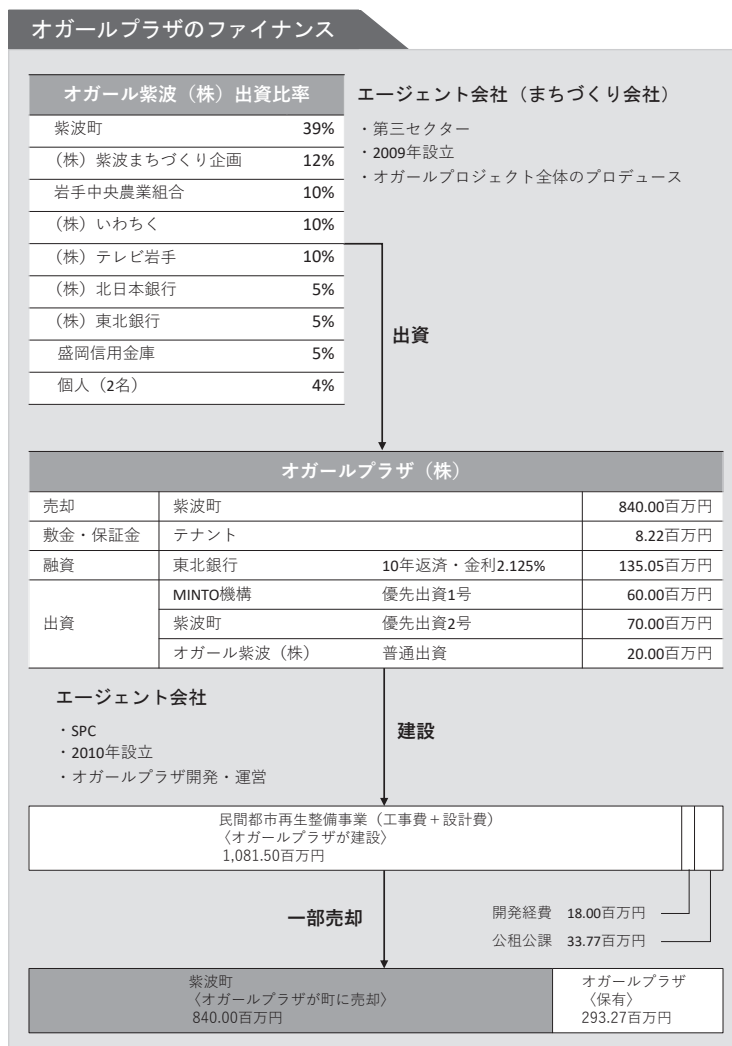 オガールプラザのファイナンス
オガール紫波（株）出資比率
紫波町 39%
（株）紫波まちづくり企画 12%
岩手中央農業組合 10%
（株）いわちく 10%
（株）テレビ岩手 10%
（株）北日本銀行 5%
（株）東北銀行 5%
盛岡信用金庫 5%
個人（2名） 4%
エージェント会社（まちづくり会社）
・第三セクター
・2009年設立
・オガールプロジェクト全体のプロデュース
出資
オガールプラザ（株）
売却 紫波町 840.00百万円
敷金・保証金 テナント 8.22百万円
融資 東北銀行 10年返済・金利2.125% 135.05百万円
出資 MINTO機構 優先出資1号 60.00百万円
紫波町 優先出資2号 70.00百万円
オガール紫波（株） 普通出資 20.00百万円
エージェント会社
・SPC
・2010年設立
・オガールプラザ開発・運営
建設
民間都市再生整備事業（工事費＋設計費）
〈オガールプラザが建設〉
1,081.50百万円
一部売却
開発経費 18.00百万円
公租公課 33.77百万円
紫波町
〈オガールプラザが町に売却〉
840.00百万円
オガールプラザ
〈保有〉
293.27百万円